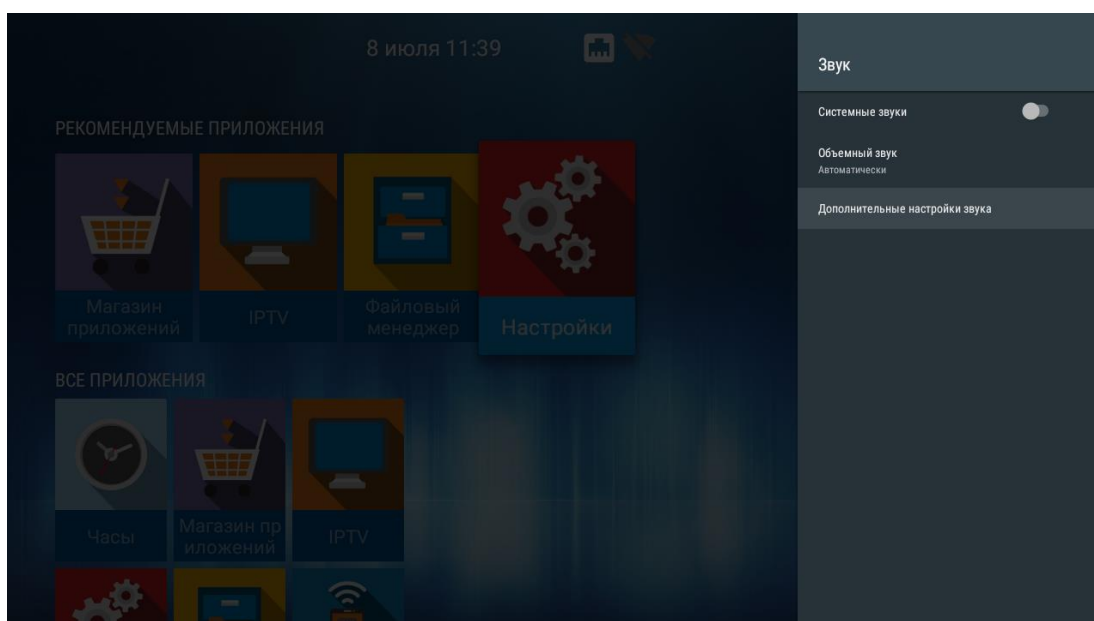 8 июля 11:39
Звук
Системные звуки
Объемный звук
Автоматически
Дополнительные настройки звука
РЕКОМЕНДУЕМЫЕ ПРИЛОЖЕНИЯ
Магазин
приложений
IPTV
Файловый
менеджер
Настройки
ВСЕ ПРИЛОЖЕНИЯ
Часы
Магазин пр
иложений
IPTV